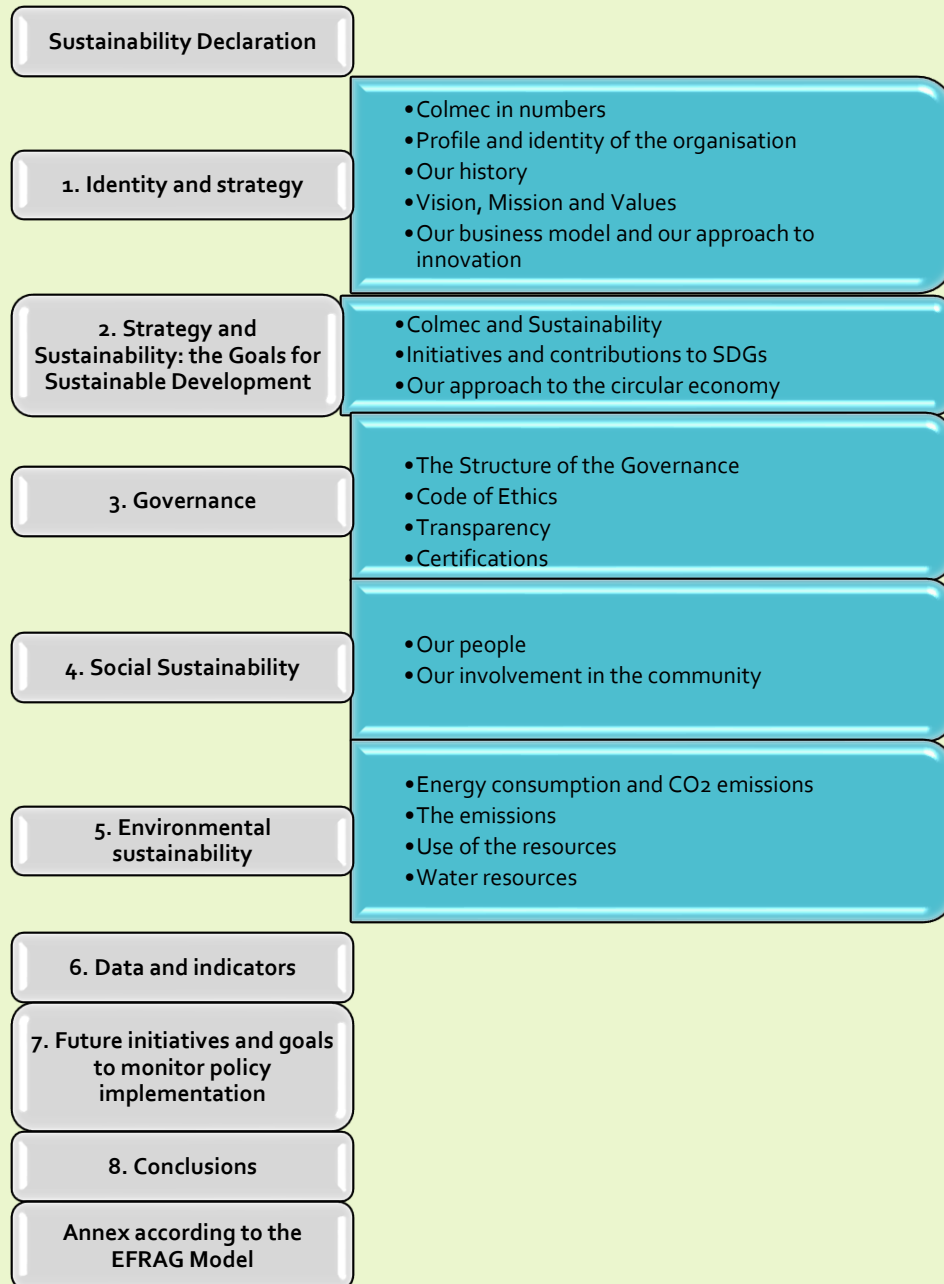 Sustainability Declaration
1. Identity and strategy
•Colmec in numbers
•Profile and identity of the organisation
•Our history
•Vision, Mission and Values
•Our business model and our approach to
innovation
2. Strategy and
Sustainability: the Goals for
Sustainable Development
•Colmec and Sustainability
•Initiatives and contributions to SDGs
•Our approach to the circular economy
3. Governance
•The Structure of the Governance
•Code of Ethics
•Transparency
•Certifications
4. Social Sustainability
•Our people
•Our involvement in the community
5. Environmental
sustainability
•Energy consumption and CO2 emissions
•The emissions
•Use of the resources
•Water resources
6. Data and indicators
7. Future initiatives and goals
to monitor policy
implementation
8. Conclusions
Annex according to the
EFRAG Model